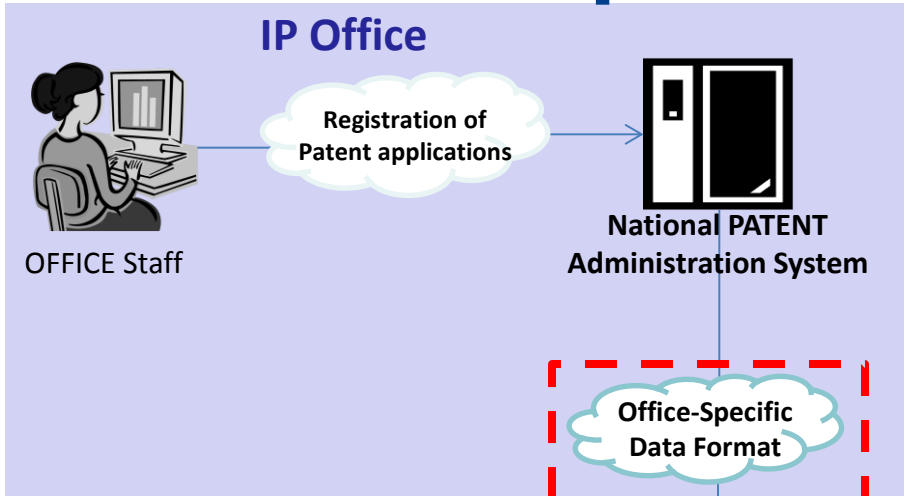 IP Office
Registration of
Patent applications
National PATENT
Administration System
OFFICE Staff
Office-Specific
Data Format